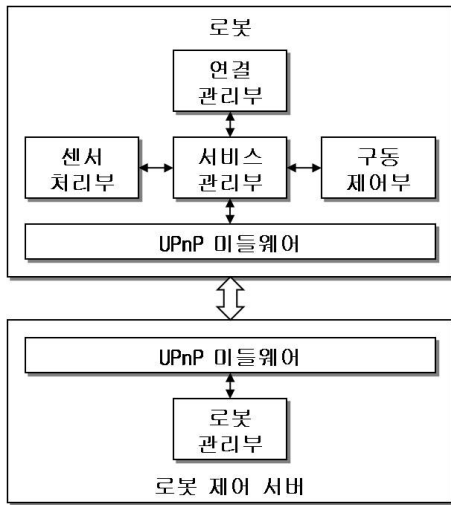 로봇
연결
관리부
센서
처리부
서비스
관리부
구동
제어부
UPnP 미들웨어
UPnP 미들웨어
로봇
관리부
로봇 제어 서버